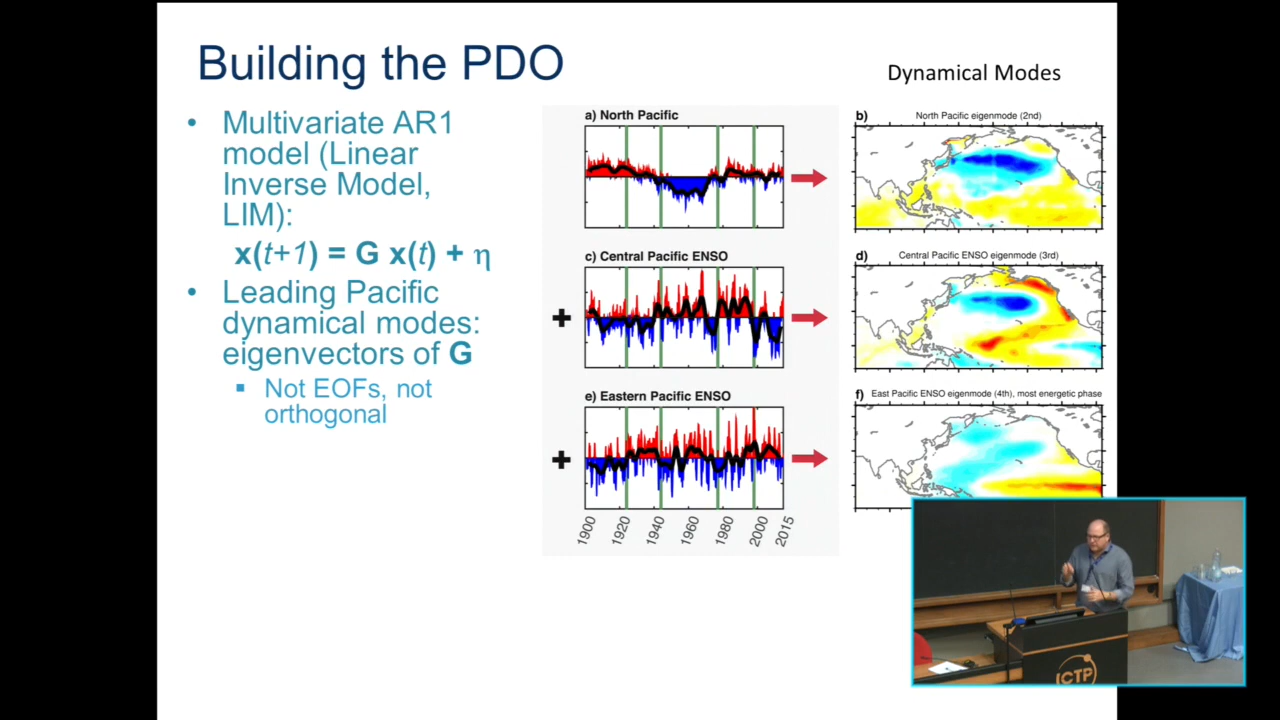 Building the PDO
Dynamical Modes
• Multivariate AR1
model (Linear
Inverse Model,
LIM):
x(t+1) = G x(t) + η
• Leading Pacific
dynamical modes:
eigenvectors of G
▪ Not EOFs, not
orthogonal
a) North Pacific
b) North Pacific eigenmode (2nd)
+
c) Central Pacific ENSO
d) Central Pacific ENSO eigenmode (3rd)
+
e) Eastern Pacific ENSO
f) East Pacific ENSO eigenmode (4th), most energetic phase
1900 1920 1940 1960 1980 2000 2015
ICTP